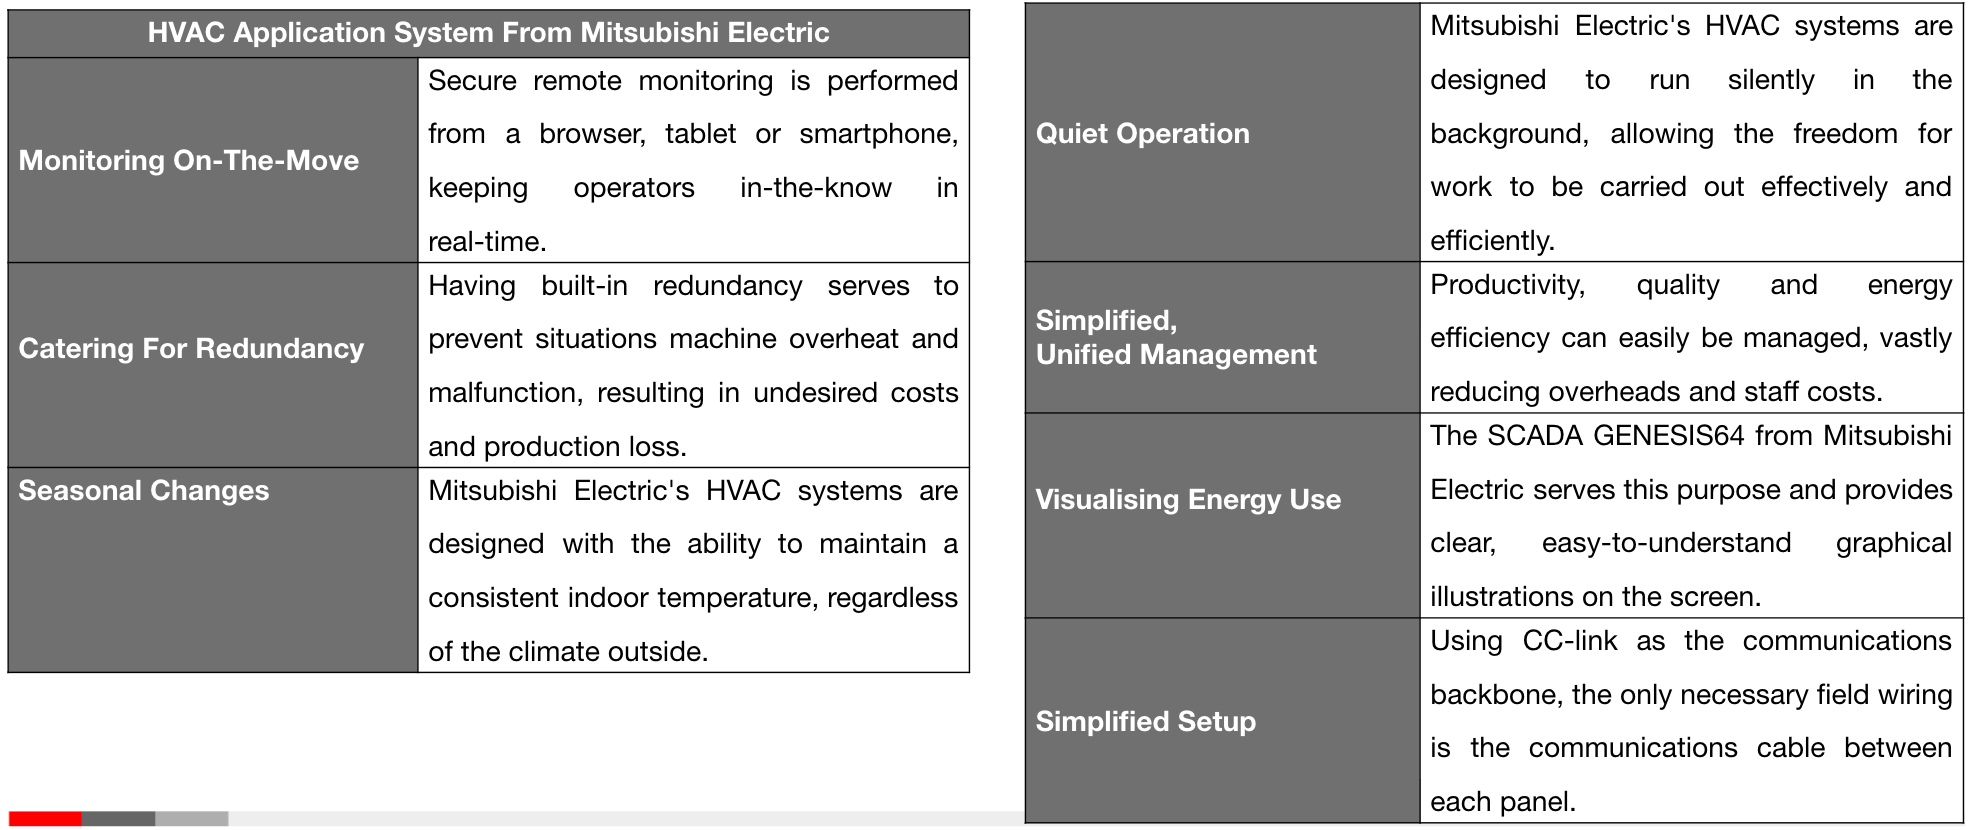 HVAC Application System From Mitsubishi Electric
Monitoring On-The-Move
Secure remote monitoring is performed
from a browser, tablet or smartphone,
keeping operators in-the-know in
real-time.
Catering For Redundancy
Having built-in redundancy serves to
prevent situations machine overheat and
malfunction, resulting in undesired costs
and production loss.
Seasonal Changes
Mitsubishi Electric's HVAC systems are
designed with the ability to maintain a
consistent indoor temperature, regardless
of the climate outside.
Quiet Operation
Mitsubishi Electric's HVAC systems are
designed to run silently in the
background, allowing the freedom for
work to be carried out effectively and
efficiently.
Simplified,
Unified Management
Productivity, quality and energy
efficiency can easily be managed, vastly
reducing overheads and staff costs.
Visualising Energy Use
The SCADA GENESIS64 from Mitsubishi
Electric serves this purpose and provides
clear, easy-to-understand graphical
illustrations on the screen.
Simplified Setup
Using CC-link as the communications
backbone, the only necessary field wiring
is the communications cable between
each panel.